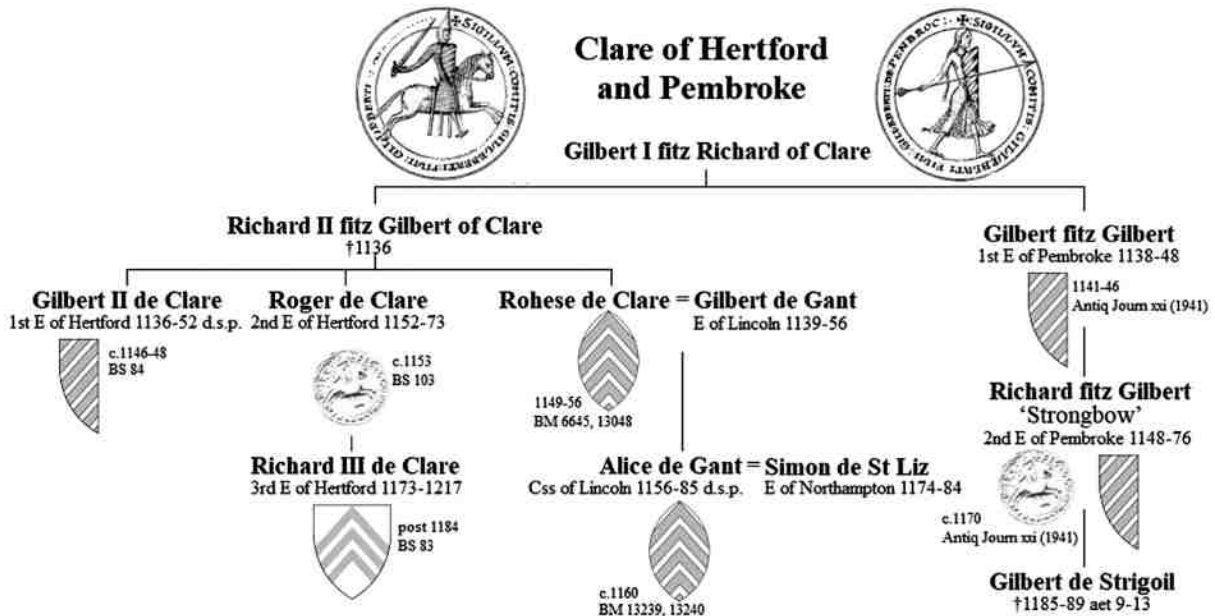 Clare of Hertford
and Pembroke
Gilbert I fitz Richard of Clare
Richard II fitz Gilbert of Clare
†1136
Gilbert fitz Gilbert
1st E of Pembroke 1138-48
1141-46
Antiq Journ xxi (1941)
Gilbert II de Clare
1st E of Hertford 1136-52 d.s.p.
c.1146-48
BS 84
Roger de Clare
2nd E of Hertford 1152-73
c.1153
BS 103
Rohese de Clare = Gilbert de Gant
E of Lincoln 1139-56
1149-56
BM 6645, 13048
Richard fitz Gilbert
'Strongbow'
2nd E of Pembroke 1148-76
c.1170
Antiq Journ xxi (1941)
Richard III de Clare
3rd E of Hertford 1173-1217
post 1184
BS 83
Alice de Gant = Simon de St Liz
Css of Lincoln 1156-85 d.s.p.
E of Northampton 1174-84
c.1160
BM 13239, 13240
Gilbert de Strigoil
†1185-89 aet 9-13